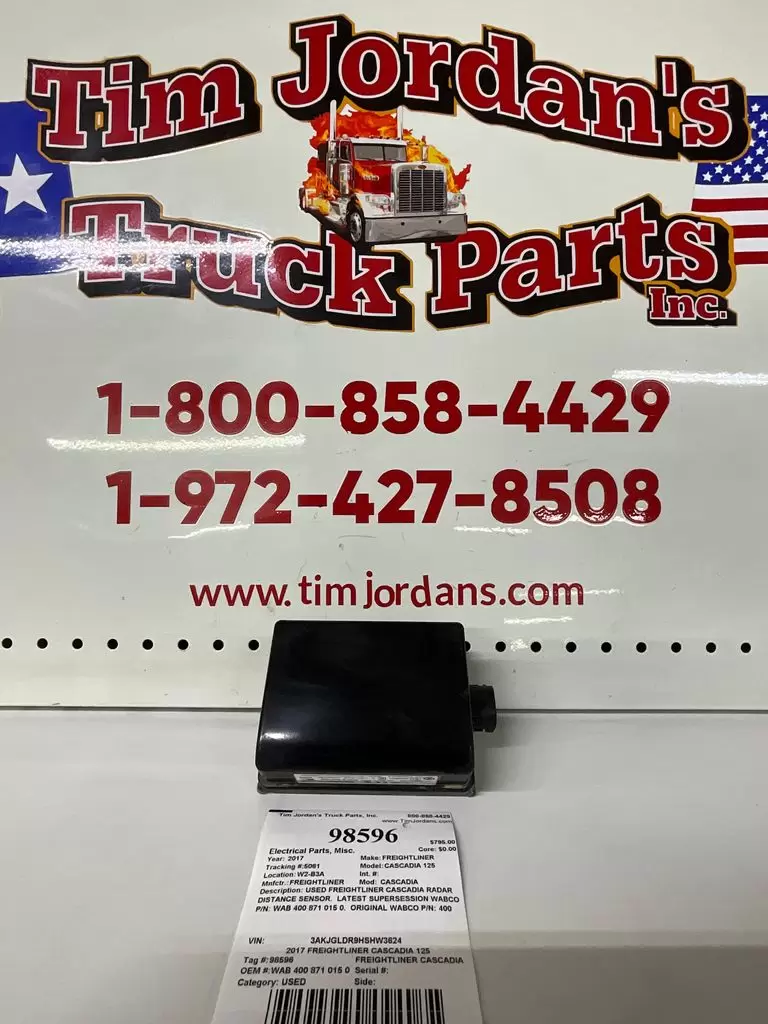 Tim Jordan's
Truck Parts
Inc.
1-800-858-4429
1-972-427-8508
www.timjordans.com
Tim Jordan's Truck Parts, Inc. 800-858-4429
www.TimJordans.com
98596 $795.00
Electrical Parts, Misc. Core: $0.00
Year: 2017 Make: FREIGHTLINER
Tracking #:5061 Model: CASCADIA 125
Location: W2-B3A Int. #:
Mnfctr.: FREIGHTLINER Mod: CASCADIA
Description: USED FREIGHTLINER CASCADIA RADAR
DISTANCE SENSOR. LATEST SUPERSESSION WABCO
P/N: WAB 400 871 015 0. ORIGINAL WABCO P/N: 400
VIN: 3AKJGLDR9HSHW3624
2017 FREIGHTLINER CASCADIA 125
Tag #: 98596 FREIGHTLINER CASCADIA
OEM #: WAB 400 871 015 0 Serial #:
Category: USED Side: